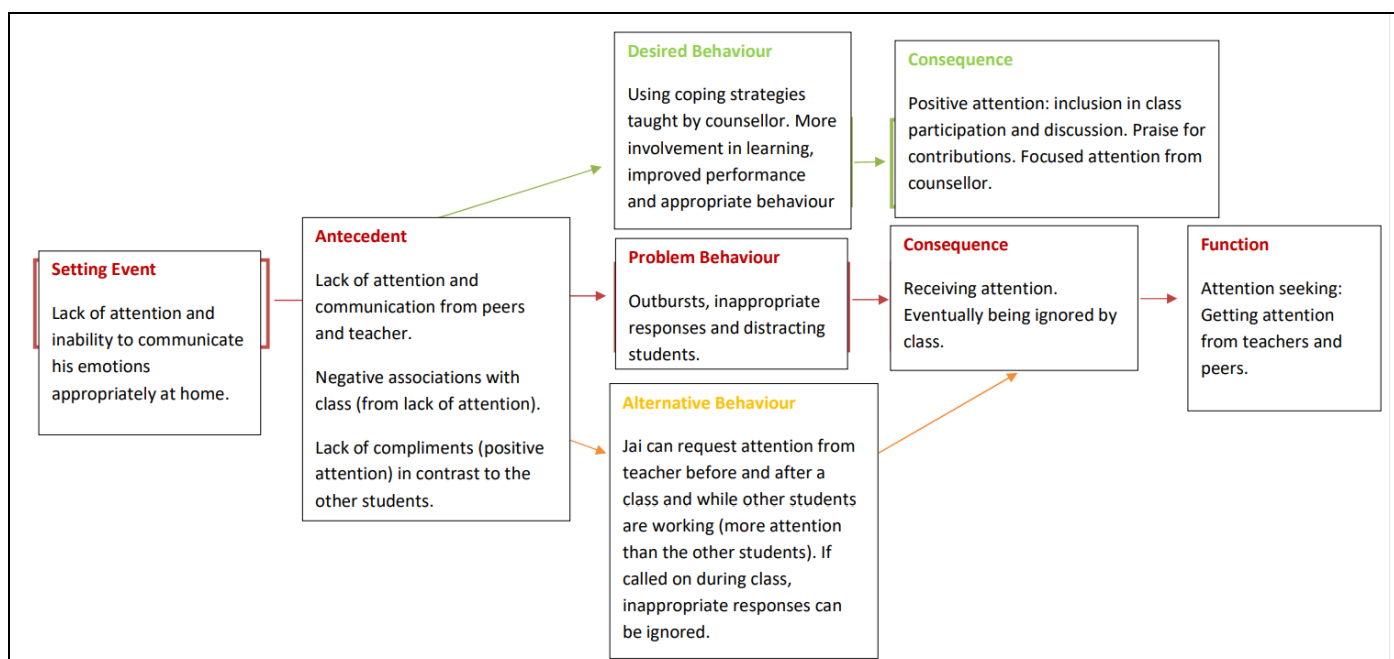 Setting Event
Lack of attention and
inability to communicate
his emotions
appropriately at home.
Antecedent
Lack of attention and
communication from peers
and teacher.
Negative associations with
class (from lack of attention).
Lack of compliments (positive
attention) in contrast to the
other students.
Desired Behaviour
Using coping strategies
taught by counsellor. More
involvement in learning,
improved performance
and appropriate behaviour
Consequence
Positive attention: inclusion in class
participation and discussion. Praise for
contributions. Focused attention from
counsellor.
Problem Behaviour
Outbursts, inappropriate
responses and distracting
students.
Consequence
Receiving attention.
Eventually being ignored by
class.
Function
Attention seeking:
Getting attention
from teachers and
peers.
Alternative Behaviour
Jai can request attention from
teacher before and after a
class and while other students
are working (more attention
than the other students). If
called on during class,
inappropriate responses can
be ignored.